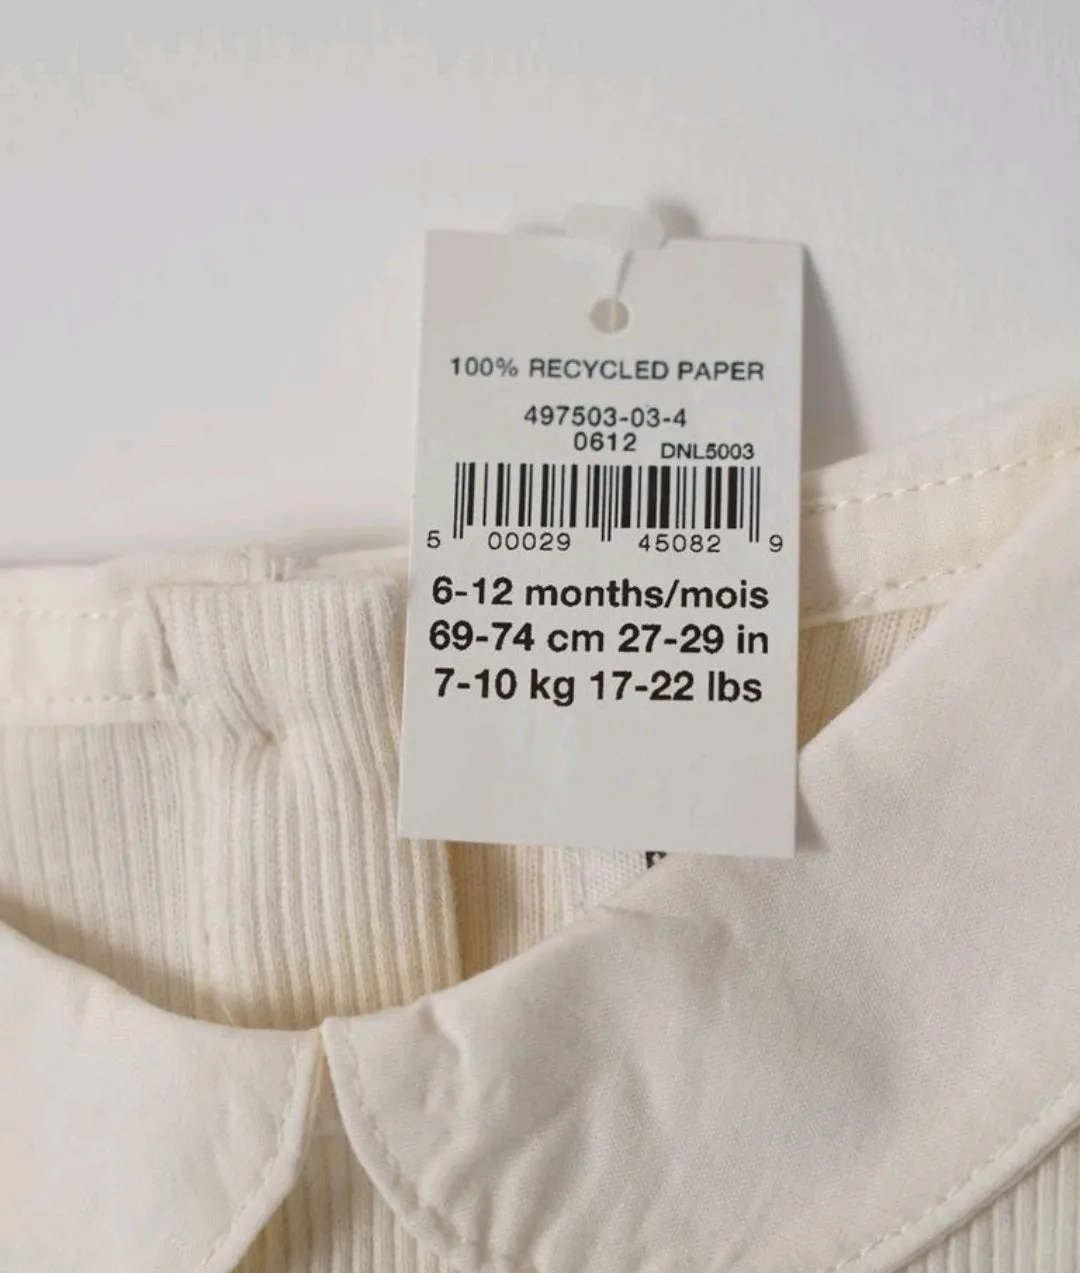 100% RECYCLED PAPER
497503-03-4
0612 DNL5003
5 00029 45082 9
6-12 months/mois
69-74 cm 27-29 in
7-10 kg 17-22 lbs